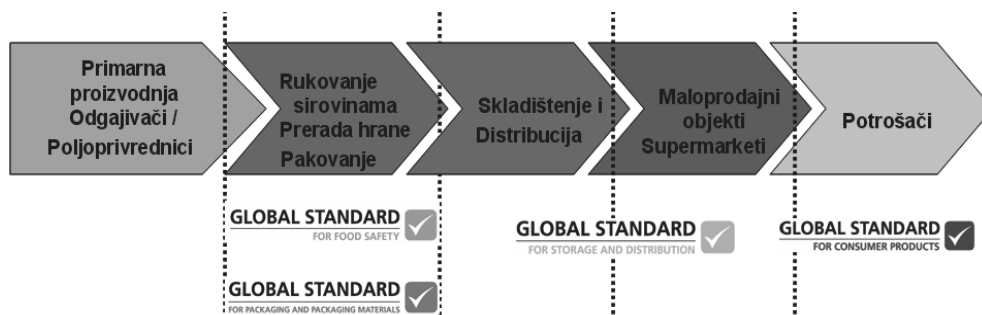 Primarna
proizvodnja
Odgajivači /
Poljoprivrednici
Rukovanje
sirovinama
Prerada hrane
Pakovanje
Skladištenje i
Distribucija
Maloprodajni
objekti
Supermarketi
Potrošači
GLOBAL STANDARD
FOR FOOD SAFETY
GLOBAL STANDARD
FOR PACKAGING AND PACKAGING MATERIALS
GLOBAL STANDARD
FOR STORAGE AND DISTRIBUTION
GLOBAL STANDARD
FOR CONSUMER PRODUCTS